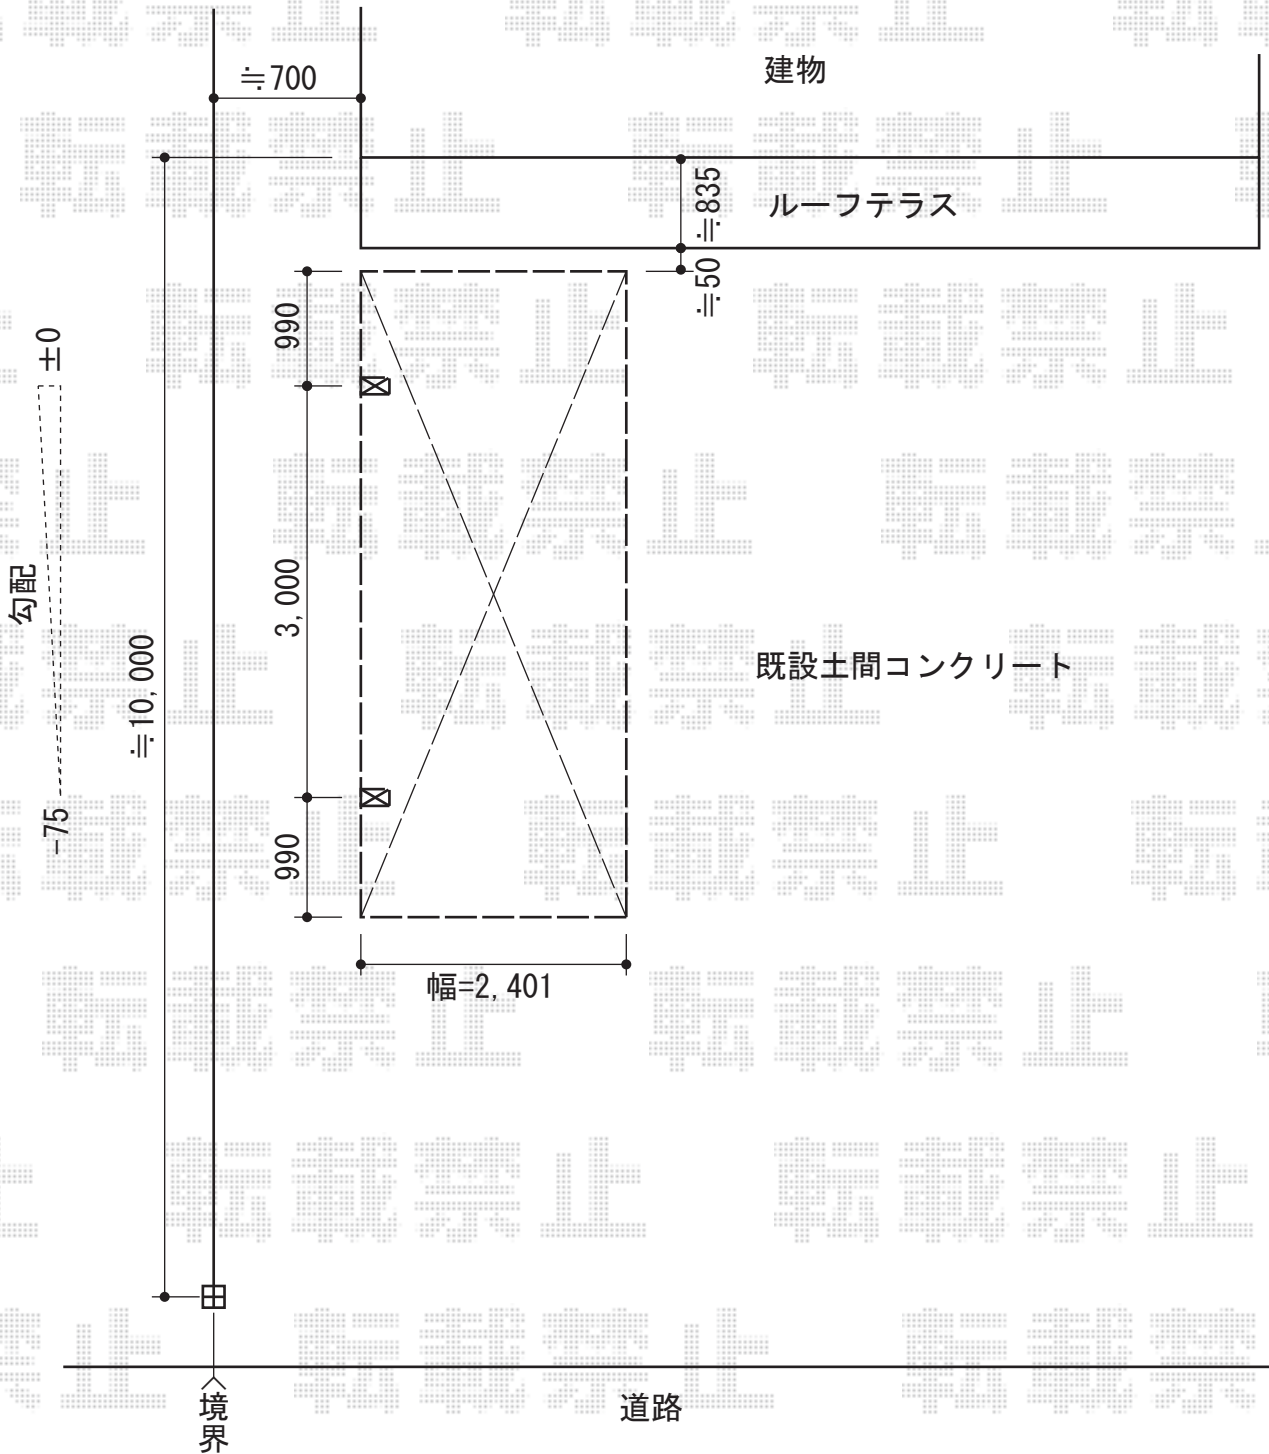 建物
≒700
≒835
ルーフテラス
≒50
990
±0
3,000
勾配
≒10,000
既設土間コンクリート
-75
990
幅=2,401
境界
道路
転載禁止